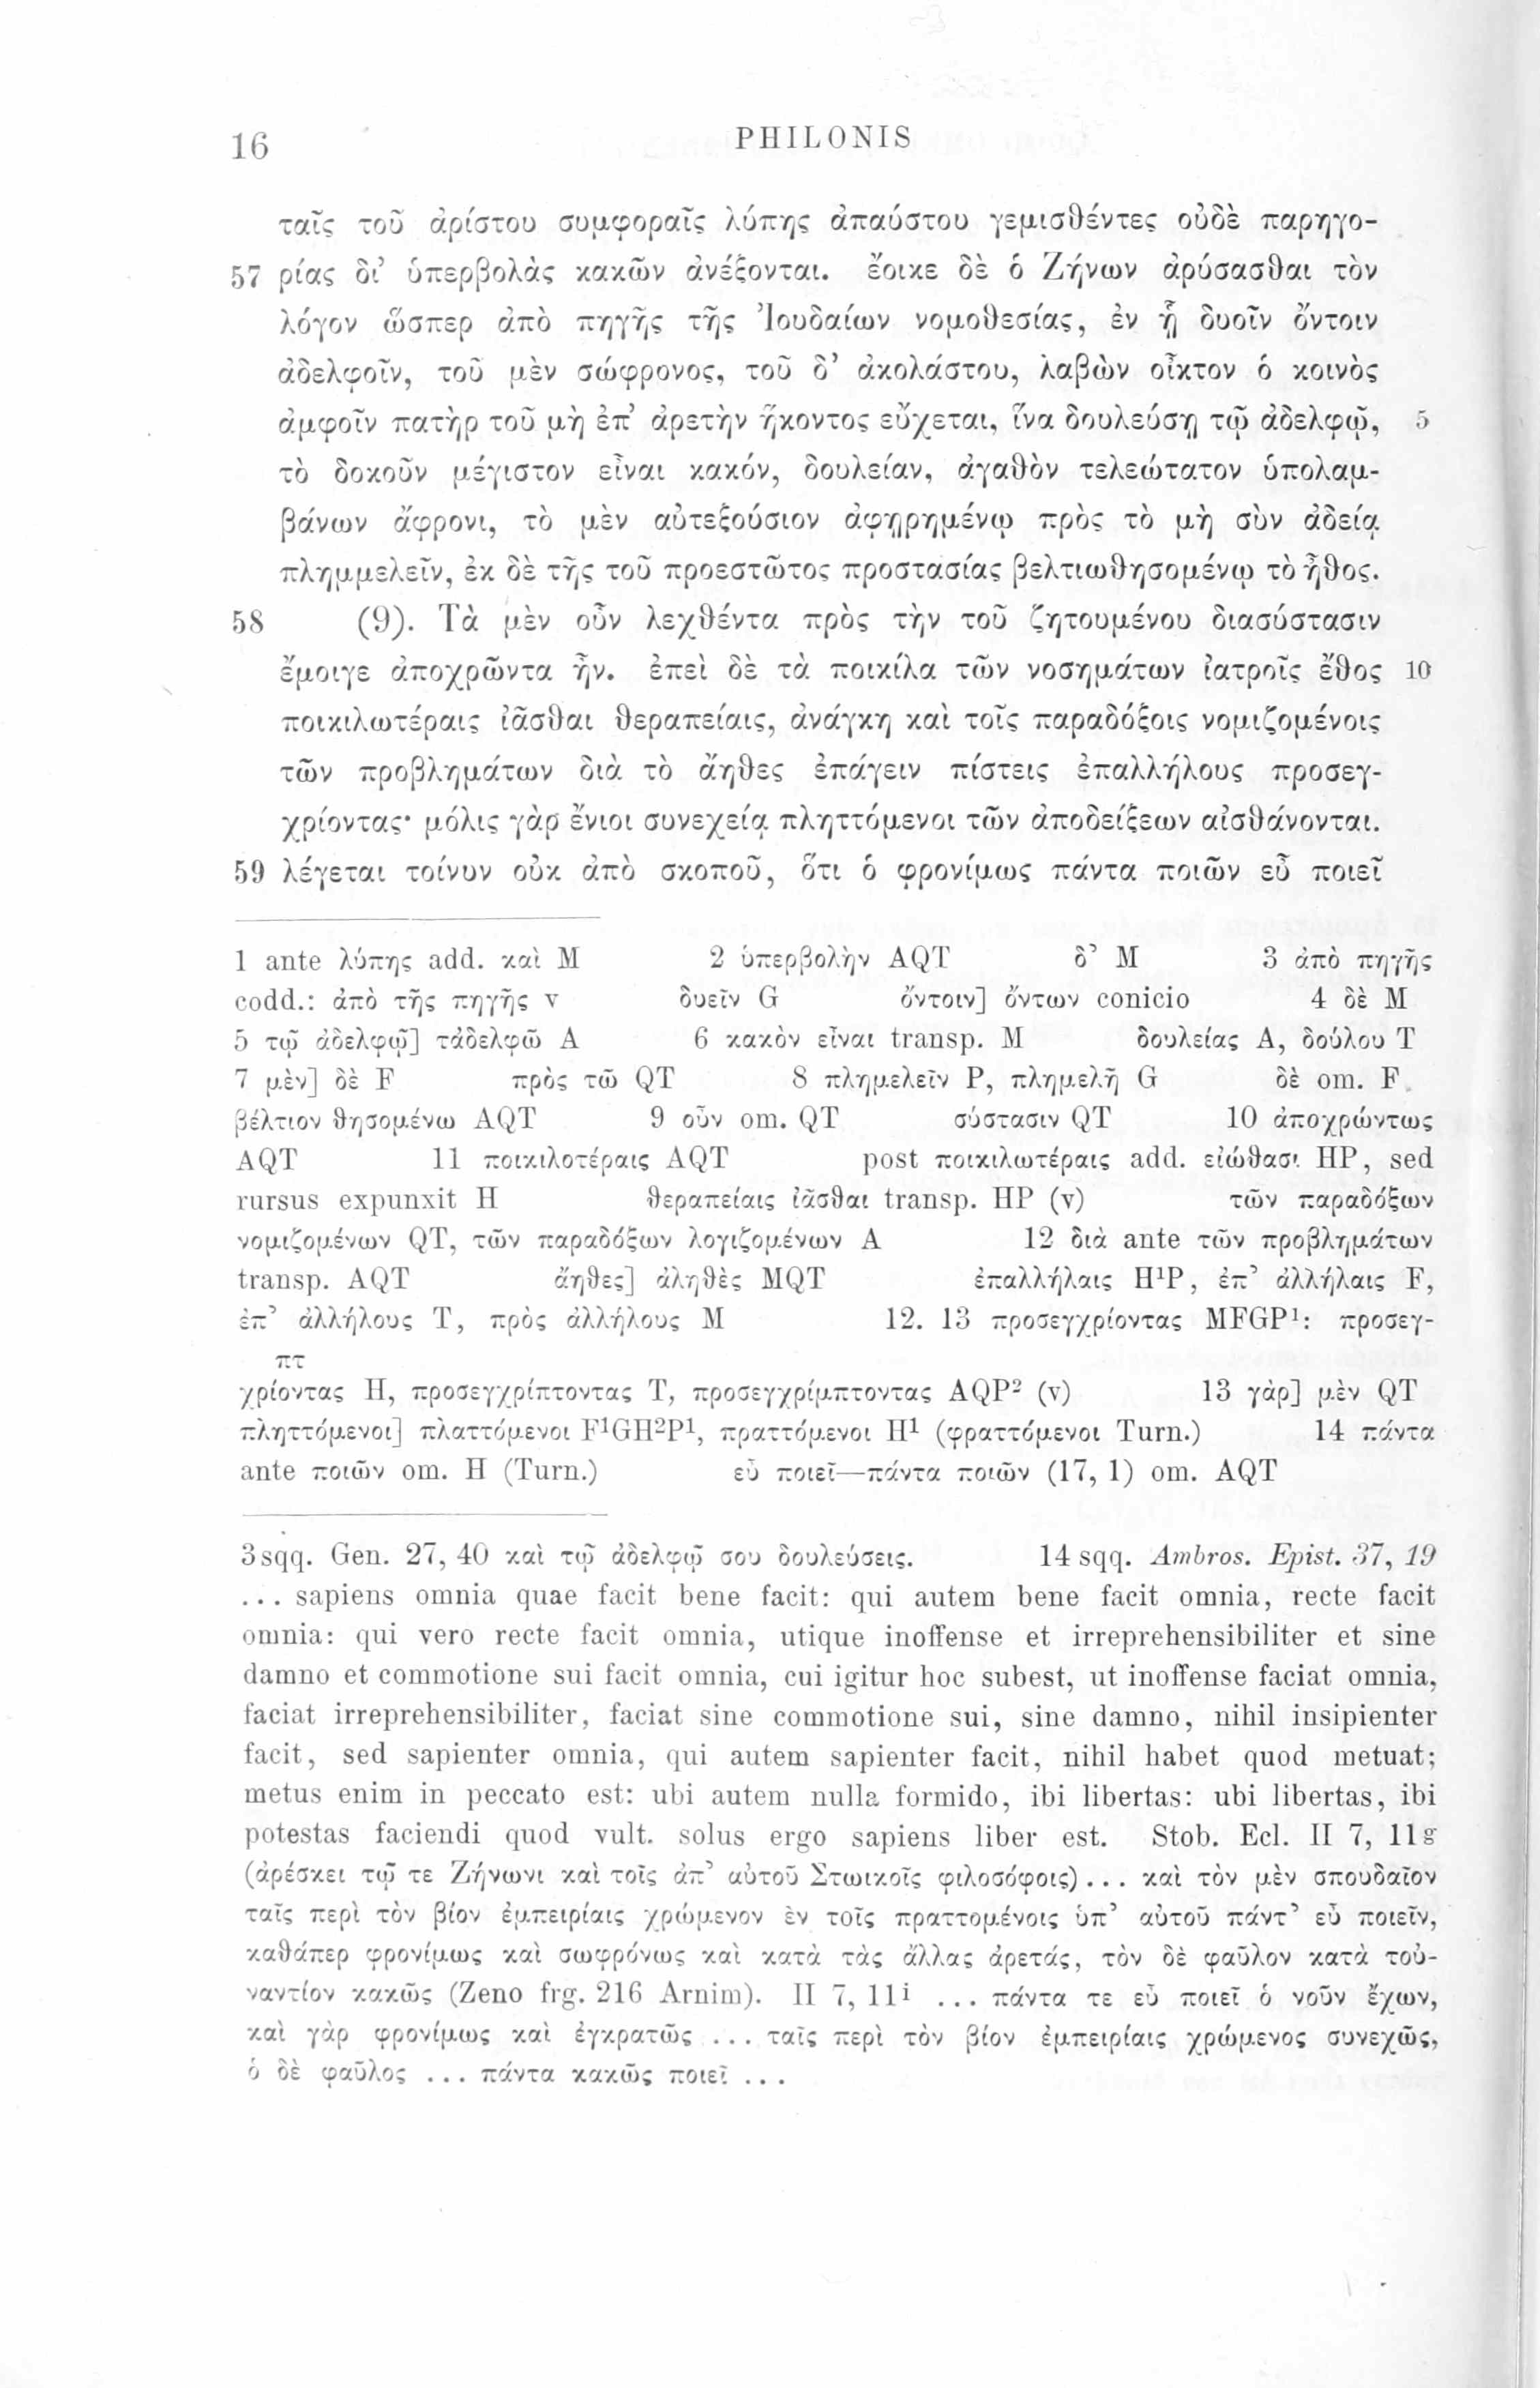 16
PHILONIS
ταῖς τοῦ ἀρίστου συμφοραῖς λύπης ἀπαύστου γεμισθέντες οὐδὲ παρηγο-
57 ρίας δι’ ὑπερβολὰς κακῶν ἀνέξονται. ἔοικε δὲ ὁ Ζήνων ἀρύσασθαι τὸν
λόγον ὥσπερ ἀπὸ πηγῆς τῆς Ἰουδαίων νομοθεσίας, ἐν ᾗ δυοῖν ὄντοιν
ἀδελφοῖν, τοῦ μὲν σώφρονος, τοῦ δ’ ἀκολάστου, λαβὼν οἶκτον ὁ κοινὸς
ἀμφοῖν πατὴρ τοῦ μὴ ἐπ’ ἀρετὴν ἥκοντος εὔχεται, ἵνα δουλεύσῃ τῷ ἀδελφῷ, 5
τὸ δοκοῦν μέγιστον εἶναι κακόν, δουλείαν, ἀγαθὸν τελεώτατον ὑπολαμ-
βάνων ἄφρονι, τὸ μὲν αὐτεξούσιον ἀφῃρημένῳ πρὸς τὸ μὴ σὺν ἀδείᾳ
πλημμελεῖν, ἐκ δὲ τῆς τοῦ προεστῶτος προστασίας βελτιωθησομένῳ τὸ ἦθος.
58 (9). Τὰ μὲν οὖν λεχθέντα πρὸς τὴν τοῦ ζητουμένου διασύστασιν
ἔμοιγε ἀποχρῶντα ἦν. ἐπεὶ δὲ τὰ ποικίλα τῶν νοσημάτων ἰατροῖς ἔθος 10
ποικιλωτέραις ἰᾶσθαι θεραπείαις, ἀνάγκη καὶ τοῖς παραδόξοις νομιζομένοις
τῶν προβλημάτων διὰ τὸ ἄηθες ἐπάγειν πίστεις ἐπαλλήλους προσεγ-
χρίοντας· μόλις γὰρ ἔνιοι συνεχείᾳ πληττόμενοι τῶν ἀποδείξεων αἰσθάνονται.
59 λέγεται τοίνυν οὐκ ἀπὸ σκοποῦ, ὅτι ὁ φρονίμως πάντα ποιῶν εὖ ποιεῖ
1 ante λύπης add. καὶ M 2 ὑπερβολὴν AQT δ’ M 3 ἀπὸ πηγῆς
codd.: ἀπὸ τῆς πηγῆς v δυεῖν G ὄντοιν] ὄντων conicio 4 δὲ M
5 τῷ ἀδελφῷ] τἀδελφῶ A 6 κακὸν εἶναι transp. M δουλείας A, δούλου T
7 μὲν] δὲ F πρὸς τῶ QT 8 πλημελεῖν P, πλημελῆ G δὲ om. F
βέλτιον θησομένω AQT 9 οὖν om. QT σύστασιν QT 10 ἀποχρώντως
AQT 11 ποικιλοτέραις AQT post ποικιλωτέραις add. εἰώθασι HP, sed
rursus expunxit H θεραπείαις ἰᾶσθαι transp. HP (v) τῶν παραδόξων
νομιζομένων QT, τῶν παραδόξων λογιζομένων A 12 διὰ ante τῶν προβλημάτων
transp. AQT ἄηθες] ἀληθὲς MQT ἐπαλλήλαις H¹P, ἐπ’ ἀλλήλαις F,
ἐπ’ ἀλλήλους T, πρὸς ἀλλήλους M 12. 13 προσεγχρίοντας MFGP¹: προσεγ-
πτ
χρίοντας H, προσεγχρίπτοντας T, προσεγχρίμπτοντας AQP² (v) 13 γὰρ] μὲν QT
πληττόμενοι] πλαττόμενοι F¹GH²P¹, πραττόμενοι H¹ (φραττόμενοι Turn.) 14 πάντα
ante ποιῶν om. H (Turn.) εὖ ποιεῖ—πάντα ποιῶν (17, 1) om. AQT
3 sqq. Gen. 27, 40 καὶ τῷ ἀδελφῷ σου δουλεύσεις. 14 sqq. Ambros. Epist. 37, 19
... sapiens omnia quae facit bene facit: qui autem bene facit omnia, recte facit
omnia: qui vero recte facit omnia, utique inoffense et irreprehensibiliter et sine
damno et commotione sui facit omnia, cui igitur hoc subest, ut inoffense faciat omnia,
faciat irreprehensibiliter, faciat sine commotione sui, sine damno, nihil insipienter
facit, sed sapienter omnia, qui autem sapienter facit, nihil habet quod metuat;
metus enim in peccato est: ubi autem nulla formido, ibi libertas: ubi libertas, ibi
potestas faciendi quod vult. solus ergo sapiens liber est. Stob. Ecl. II 7, 11g
(ἀρέσκει τῷ τε Ζήνωνι καὶ τοῖς ἀπ’ αὐτοῦ Στωικοῖς φιλοσόφοις) ... καὶ τὸν μὲν σπουδαῖον
ταῖς περὶ τὸν βίον ἐμπειρίαις χρώμενον ἐν τοῖς πραττομένοις ὑπ’ αὐτοῦ πάντ’ εὖ ποιεῖν,
καθάπερ φρονίμως καὶ σωφρόνως καὶ κατὰ τὰς ἄλλας ἀρετάς, τὸν δὲ φαῦλον κατὰ τοὐ-
ναντίον κακῶς (Zeno frg. 216 Arnim). II 7, 11i ... πάντα τε εὖ ποιεῖ ὁ νοῦν ἔχων,
καὶ γὰρ φρονίμως καὶ ἐγκρατῶς ... ταῖς περὶ τὸν βίον ἐμπειρίαις χρώμενος συνεχῶς,
ὁ δὲ φαῦλος ... πάντα κακῶς ποιεῖ ...